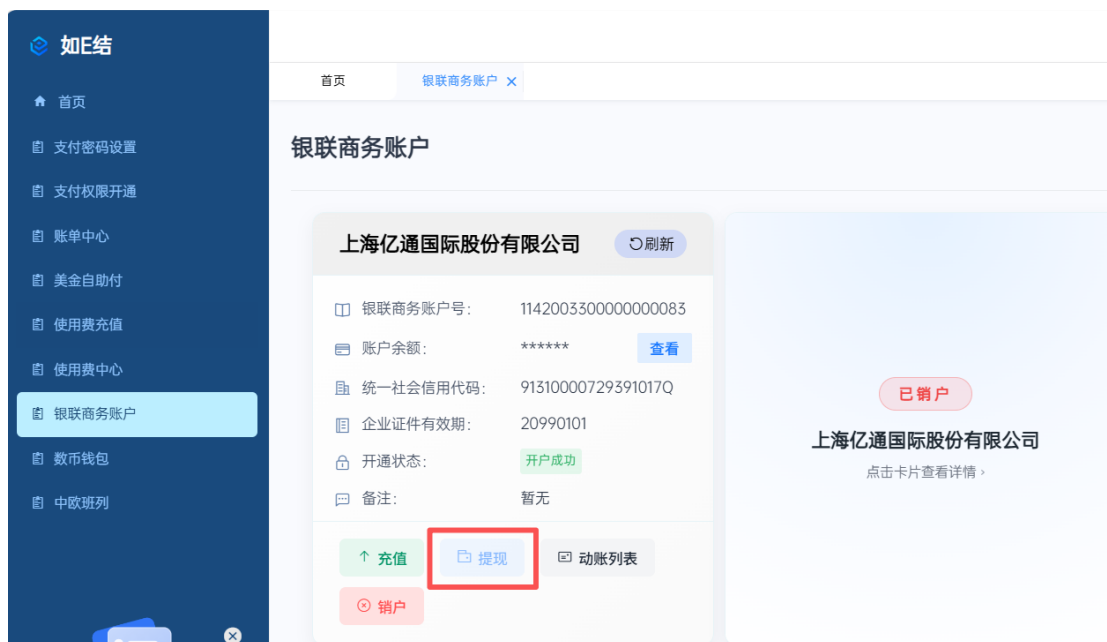 如E结
首页
支付密码设置
支付权限开通
账单中心
美金自助付
使用费充值
使用费中心
银联商务账户
数币钱包
中欧班列
首页
银联商务账户
银联商务账户
上海亿通国际股份有限公司
刷新
银联商务账户号： 1142003300000000083
账户余额： ****** 查看
统一社会信用代码： 91310000729391017Q
企业证件有效期： 20990101
开通状态： 开户成功
备注： 暂无
充值 提现 动账列表
销户
已销户
上海亿通国际股份有限公司
点击卡片查看详情 ›